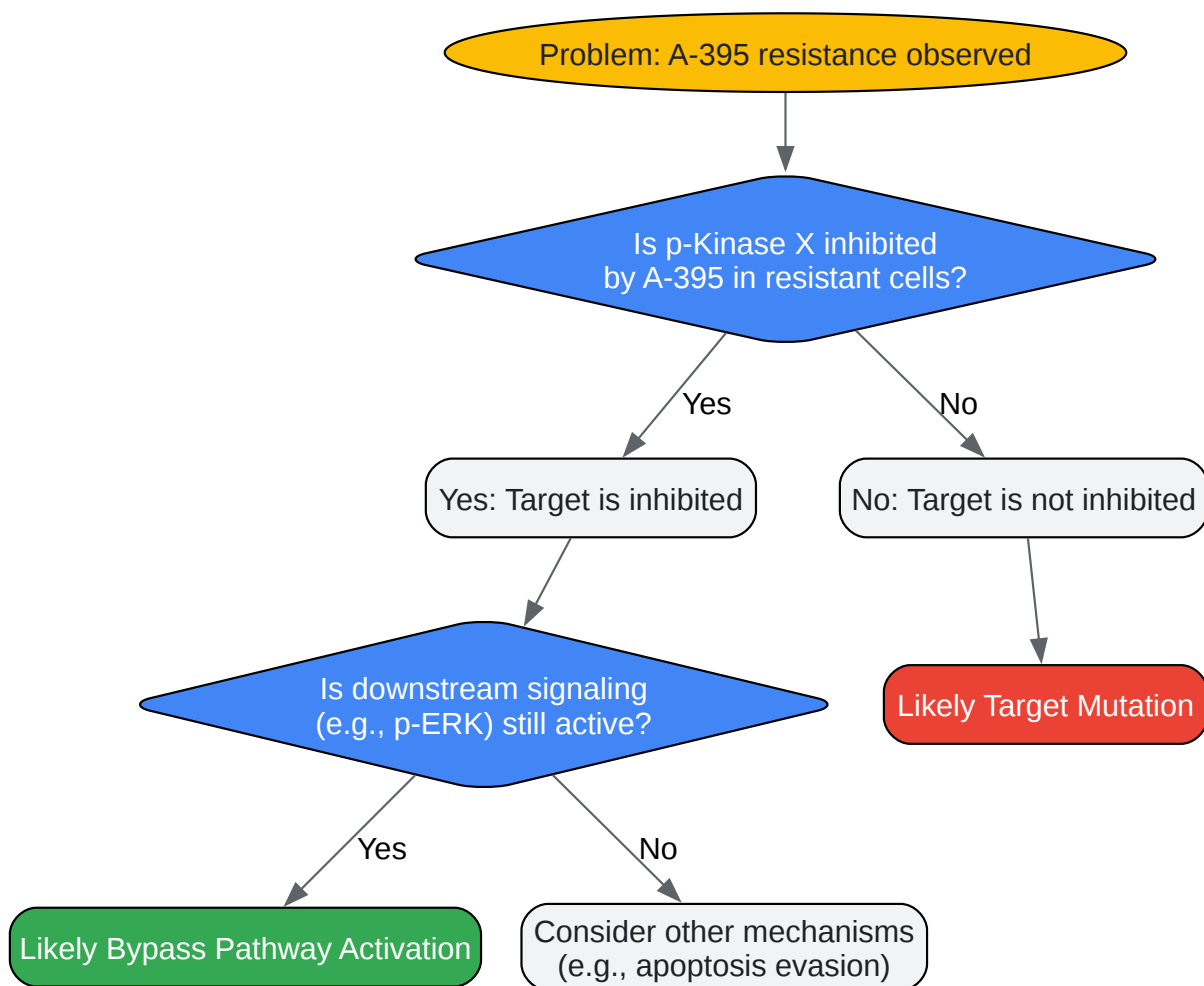 Problem: A-395 resistance observed
Is p-Kinase X inhibited
by A-395 in resistant cells?
Yes
No
Yes: Target is inhibited
No: Target is not inhibited
Is downstream signaling
(e.g., p-ERK) still active?
Likely Target Mutation
Yes
No
Likely Bypass Pathway Activation
Consider other mechanisms
(e.g., apoptosis evasion)